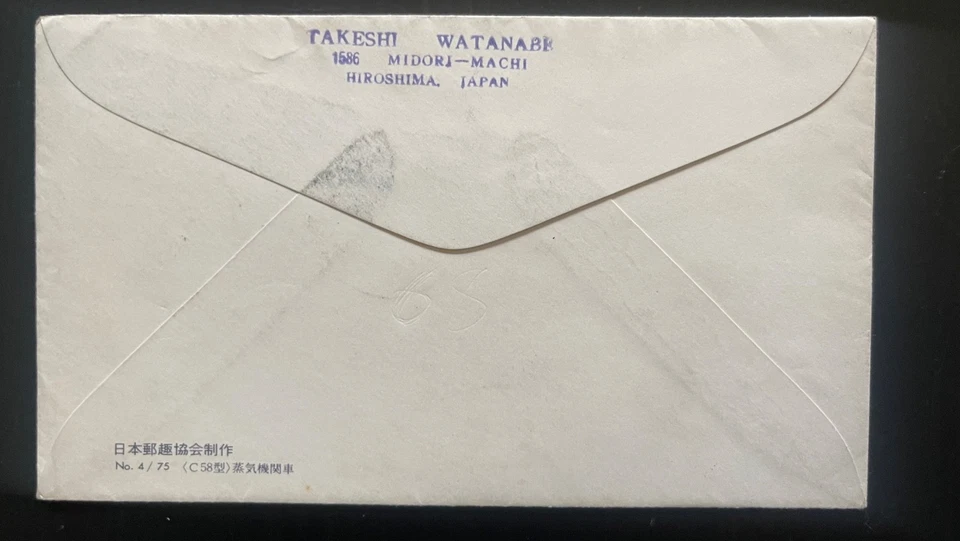 TAKESHI WATANABE
1586 MIDORI-MACHI
HIROSHIMA, JAPAN
65
日本郵趣協会制作
No. 4/75 〈C58型〉蒸気機関車